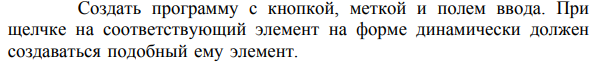 Создать программу с кнопкой, меткой и полем ввода. При
щелчке на соответствующий элемент на форме динамически должен
создаваться подобный ему элемент.